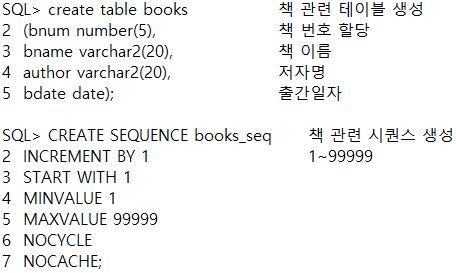 SQL> create table books 책 관련 테이블 생성
2 (bnum number(5), 책 번호 할당
3 bname varchar2(20), 책 이름
4 author varchar2(20), 저자명
5 bdate date); 출간일자
SQL> CREATE SEQUENCE books_seq 책 관련 시퀀스 생성
2 INCREMENT BY 1 1~99999
3 START WITH 1
4 MINVALUE 1
5 MAXVALUE 99999
6 NOCYCLE
7 NOCACHE;